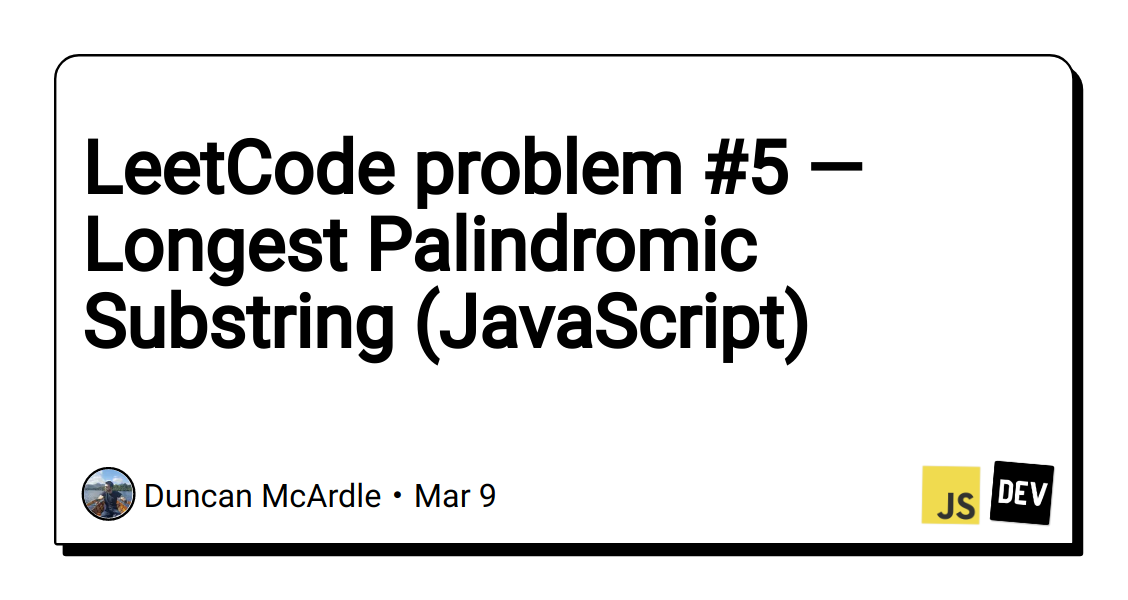 LeetCode problem #5 —
Longest Palindromic
Substring (JavaScript)
Duncan McArdle • Mar 9
JS
DEV